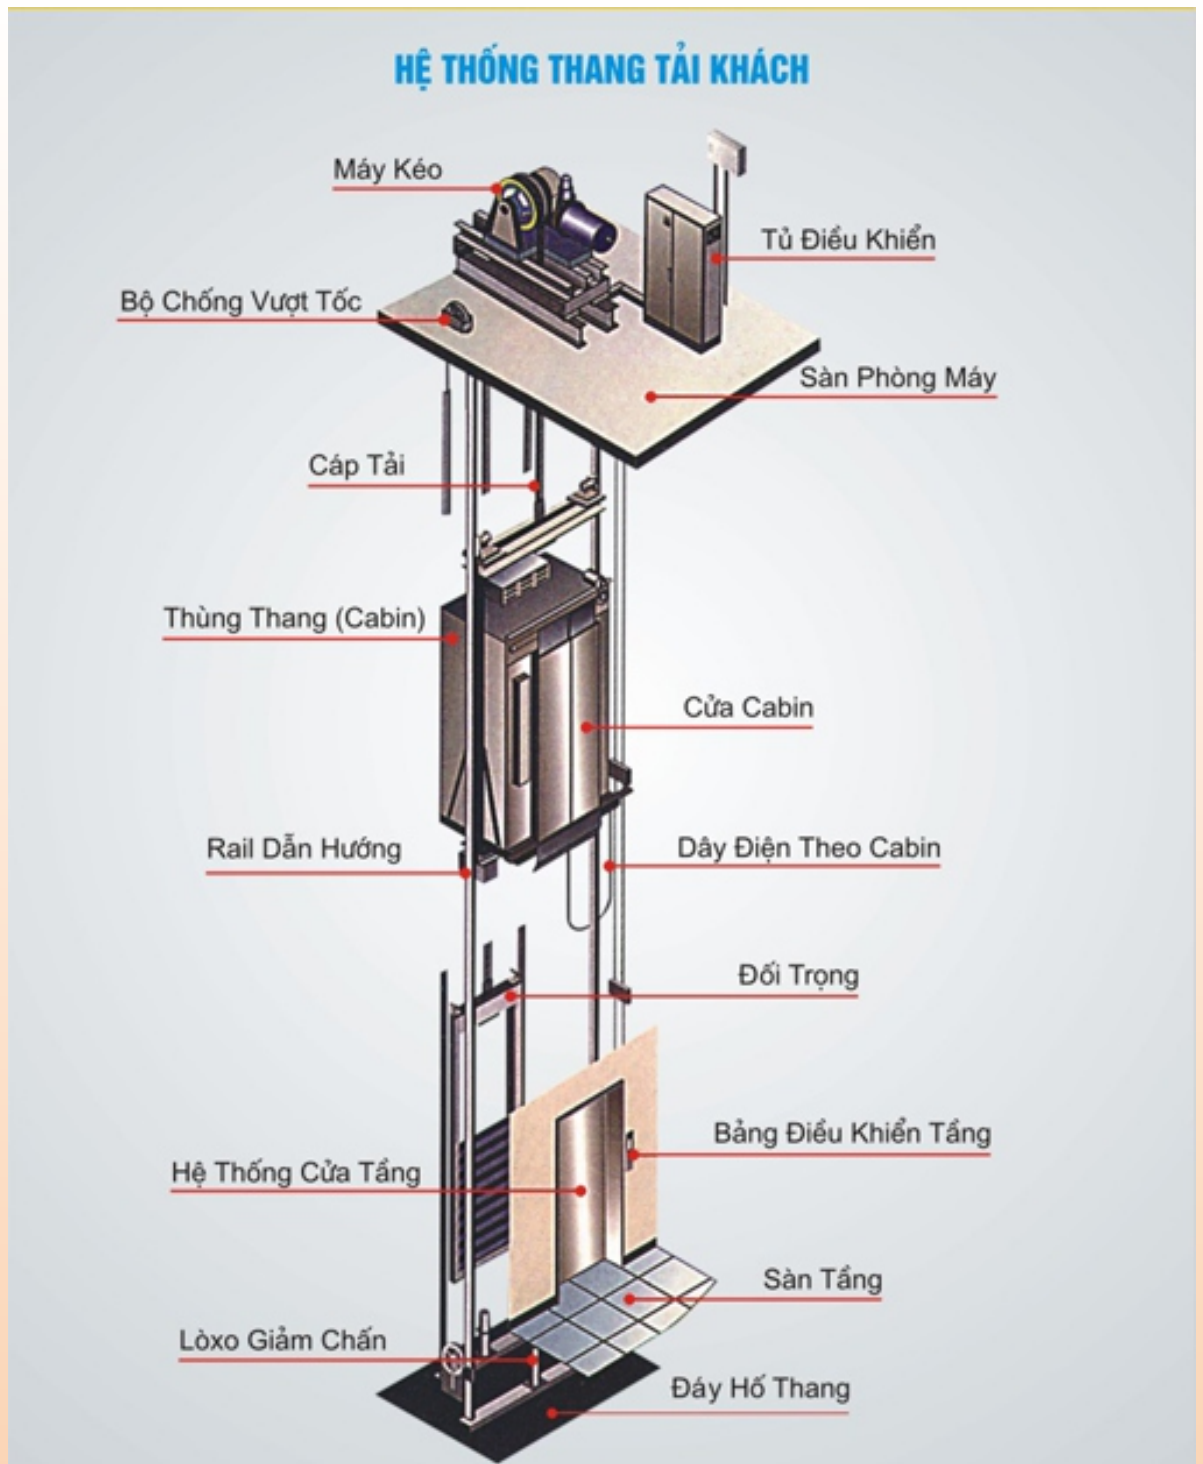 HỆ THỐNG THANG TẢI KHÁCH
Máy Kéo
Tủ Điều Khiển
Bộ Chống Vượt Tốc
Sàn Phòng Máy
Cáp Tải
Thùng Thang (Cabin)
Cửa Cabin
Rail Dẫn Hướng
Dây Điện Theo Cabin
Đối Trọng
Bảng Điều Khiển Tầng
Hệ Thống Cửa Tầng
Sàn Tầng
Lòxo Giảm Chấn
Đáy Hố Thang